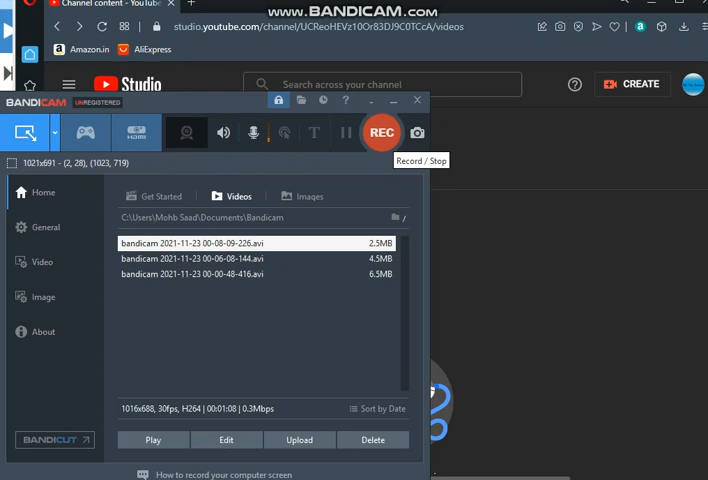 www.BANDICAM.com
Channel content - YouTube
studio.youtube.com/channel/UCReoHEVz10Or83DJ9C0TCcA/videos
Amazon.in
AliExpress
Studio
Search across your channel
CREATE
BANDICAM UNREGISTERED
HDMI
REC
Record / Stop
1021x691 - (2, 28), (1023, 719)
Home
Get Started
Videos
Images
C:\Users\Mohb Saad\Documents\Bandicam
General
bandicam 2021-11-23 00-08-09-226.avi 2.5MB
bandicam 2021-11-23 00-06-08-144.avi 4.5MB
Video
bandicam 2021-11-23 00-00-48-416.avi 6.5MB
Image
About
1016x688, 30fps, H264 | 00:01:08 | 0.3Mbps
Sort by Date
BANDICUT
Play
Edit
Upload
Delete
How to record your computer screen